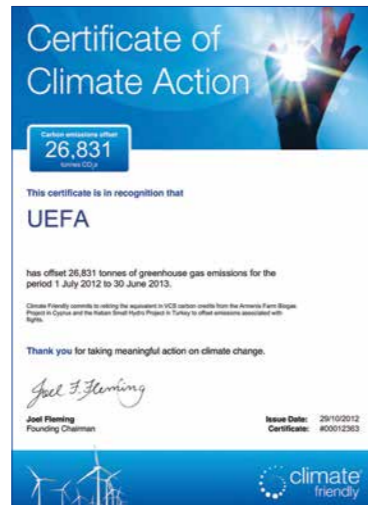 Certificate of
Climate Action
Carbon emissions offset
26,831
tonnes CO₂e
This certificate is in recognition that
UEFA
has offset 26,831 tonnes of greenhouse gas emissions for the
period 1 July 2012 to 30 June 2013.
Climate Friendly commits to retiring the equivalent in VCS carbon credits from the Armenis Farm Biogas
Project in Cyprus and the Keban Small Hydro Project in Turkey to offset emissions associated with
flights.
Thank you for taking meaningful action on climate change.
Joel F. Fleming
Joel Fleming
Founding Chairman
Issue Date: 29/10/2012
Certificate: #00012363
climate
friendly